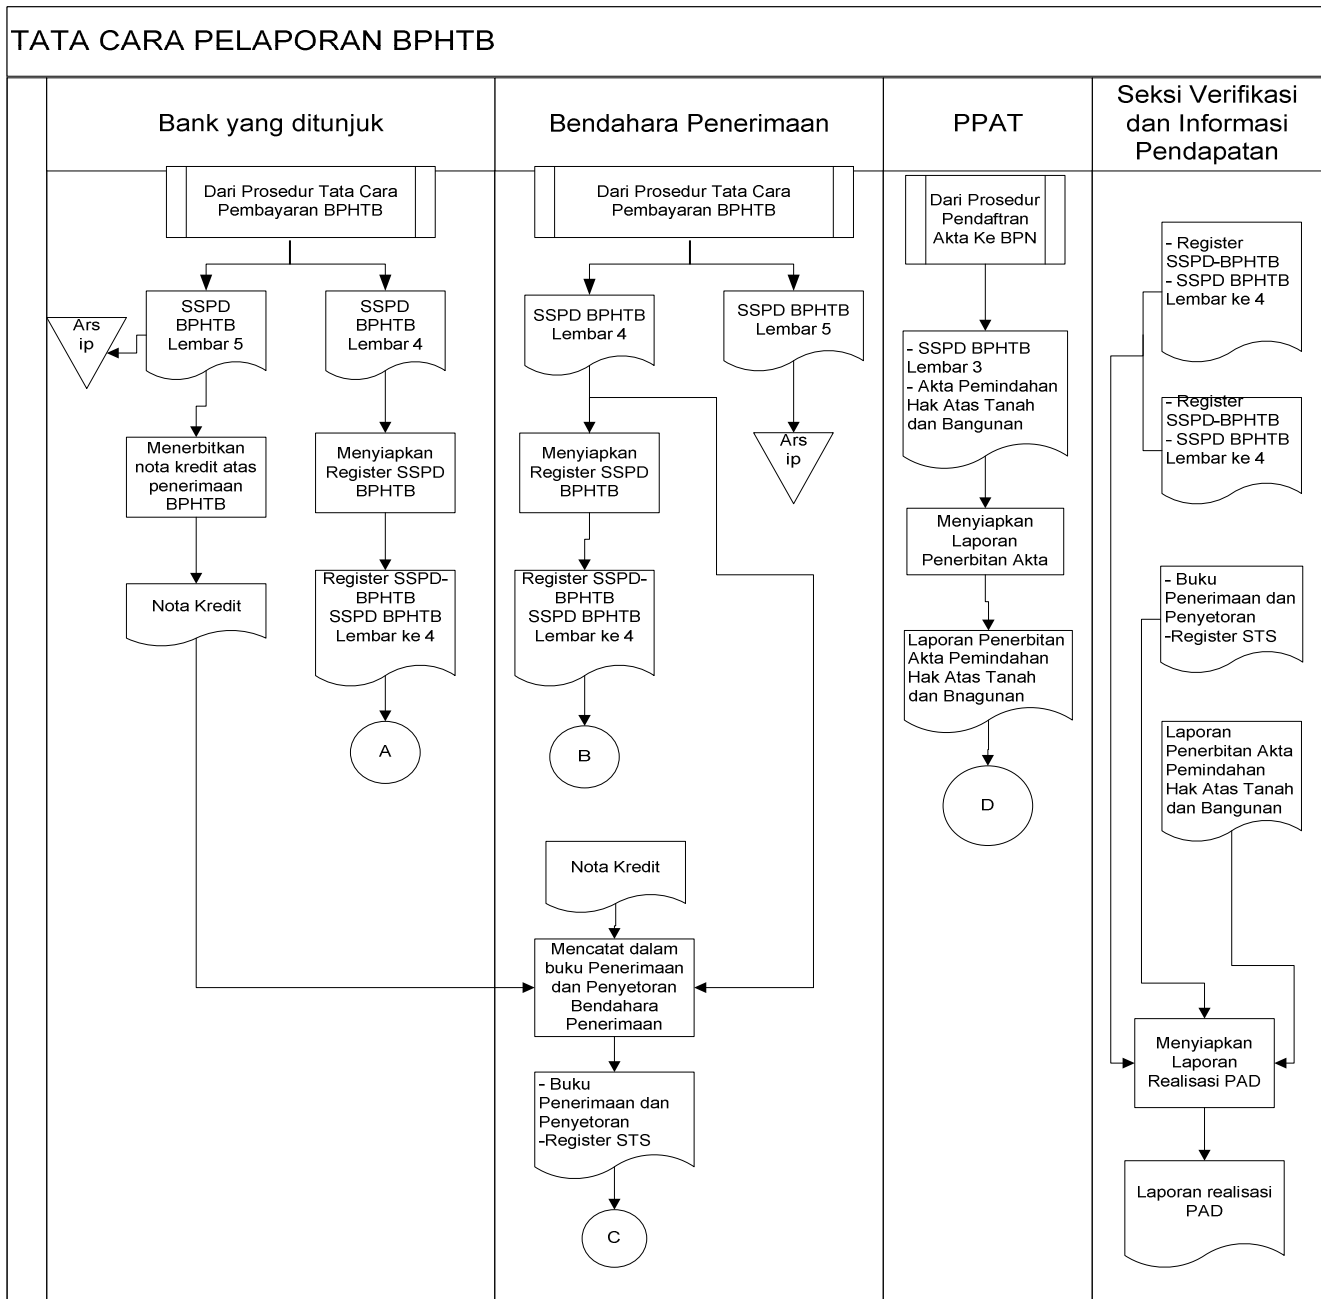 TATA CARA PELAPORAN BPHTB
Bank yang ditunjuk
Bendahara Penerimaan
PPAT
Seksi Verifikasi
dan Informasi
Pendapatan
Dari Prosedur Tata Cara
Pembayaran BPHTB
SSPD
BPHTB
Lembar 5
SSPD
BPHTB
Lembar 4
Ars
ip
Menerbitkan
nota kredit atas
penerimaan
BPHTB
Menyiapkan
Register SSPD
BPHTB
Nota Kredit
Register SSPD-
BPHTB
SSPD BPHTB
Lembar ke 4
A
Dari Prosedur Tata Cara
Pembayaran BPHTB
SSPD BPHTB
Lembar 4
SSPD BPHTB
Lembar 5
Menyiapkan
Register SSPD
BPHTB
Ars
ip
Register SSPD-
BPHTB
SSPD BPHTB
Lembar ke 4
B
Nota Kredit
Mencatat dalam
buku Penerimaan
dan Penyetoran
Bendahara
Penerimaan
- Buku
Penerimaan dan
Penyetoran
-Register STS
C
Dari Prosedur
Pendaftran
Akta Ke BPN
- SSPD BPHTB
Lembar 3
- Akta Pemindahan
Hak Atas Tanah
dan Bangunan
Menyiapkan
Laporan
Penerbitan Akta
Laporan Penerbitan
Akta Pemindahan
Hak Atas Tanah
dan Bnagunan
D
- Register
SSPD-BPHTB
- SSPD BPHTB
Lembar ke 4
- Register
SSPD-BPHTB
- SSPD BPHTB
Lembar ke 4
- Buku
Penerimaan dan
Penyetoran
-Register STS
Laporan
Penerbitan Akta
Pemindahan
Hak Atas Tanah
dan Bangunan
Menyiapkan
Laporan
Realisasi PAD
Laporan realisasi
PAD